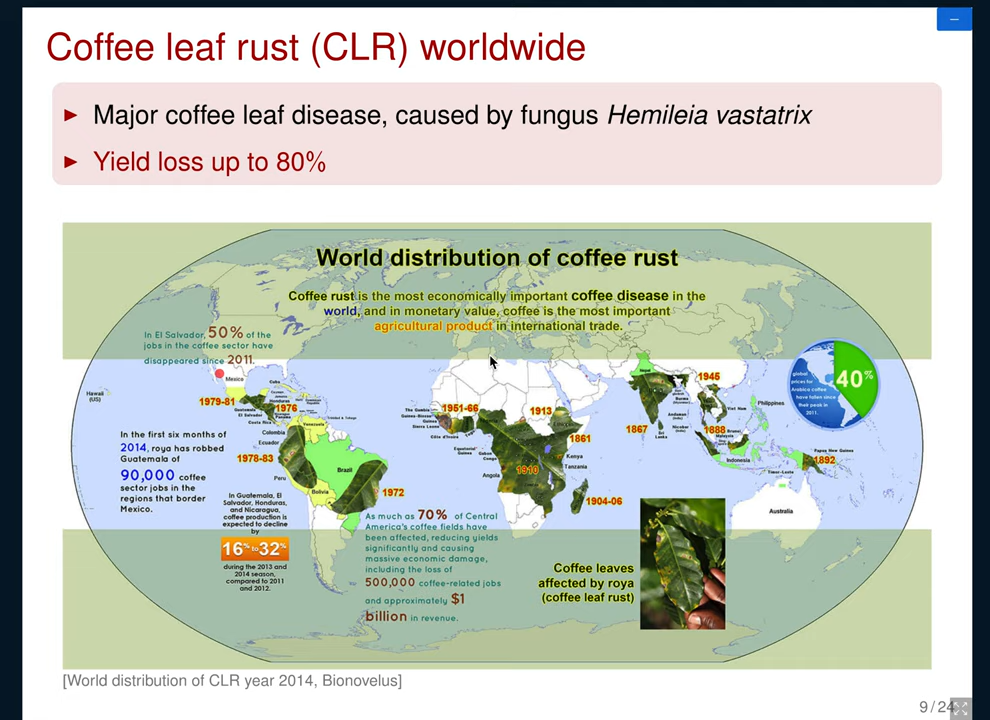 Coffee leaf rust (CLR) worldwide
Major coffee leaf disease, caused by fungus Hemileia vastatrix
Yield loss up to 80%
World distribution of coffee rust
Coffee rust is the most economically important coffee disease in the
world, and in monetary value, coffee is the most important
agricultural product in international trade.
In El Salvador, 50% of the
jobs in the coffee sector have
disappeared since 2011.
Mexico
Cuba
Hawaii
(US)
1979-81
Guatemala
El Salvador
Costa Rica
Honduras
1976
Venezuela
Colombia
Ecuador
1978-83
Peru
Brazil
Bolivia
1972
In the first six months of
2014, roya has robbed
Guatemala of
90,000 coffee
sector jobs in the
regions that border
Mexico.
In Guatemala, El
Salvador, Honduras,
and Nicaragua,
coffee production is
expected to decline
by
16% to 32%
during the 2013 and
2014 season,
compared to 2011
and 2012.
As much as 70% of Central
America's coffee fields have
been affected, reducing yields
significantly and causing
massive economic damage,
including the loss of
500,000 coffee-related jobs
and approximately $1
billion in revenue.
The Gambia
Guinea-Bissau
Guinea
Sierra Leone
Côte d'Ivoire
1951-66
1913
Ethiopia
1861
Equatorial
Guinea
Gabon
Congo
Kenya
Tanzania
1910
Angola
1904-06
Nepal
1945
1867
Sri
Lanka
Viet Nam
Philippines
1888
Malaysia
Brunei
Indonesia
Papua New Guinea
1892
Timor-Leste
Australia
global
prices for
Arabica coffee
have fallen since
their peak in
2011.
40%
Coffee leaves
affected by roya
(coffee leaf rust)
[World distribution of CLR year 2014, Bionovelus]
9 / 24